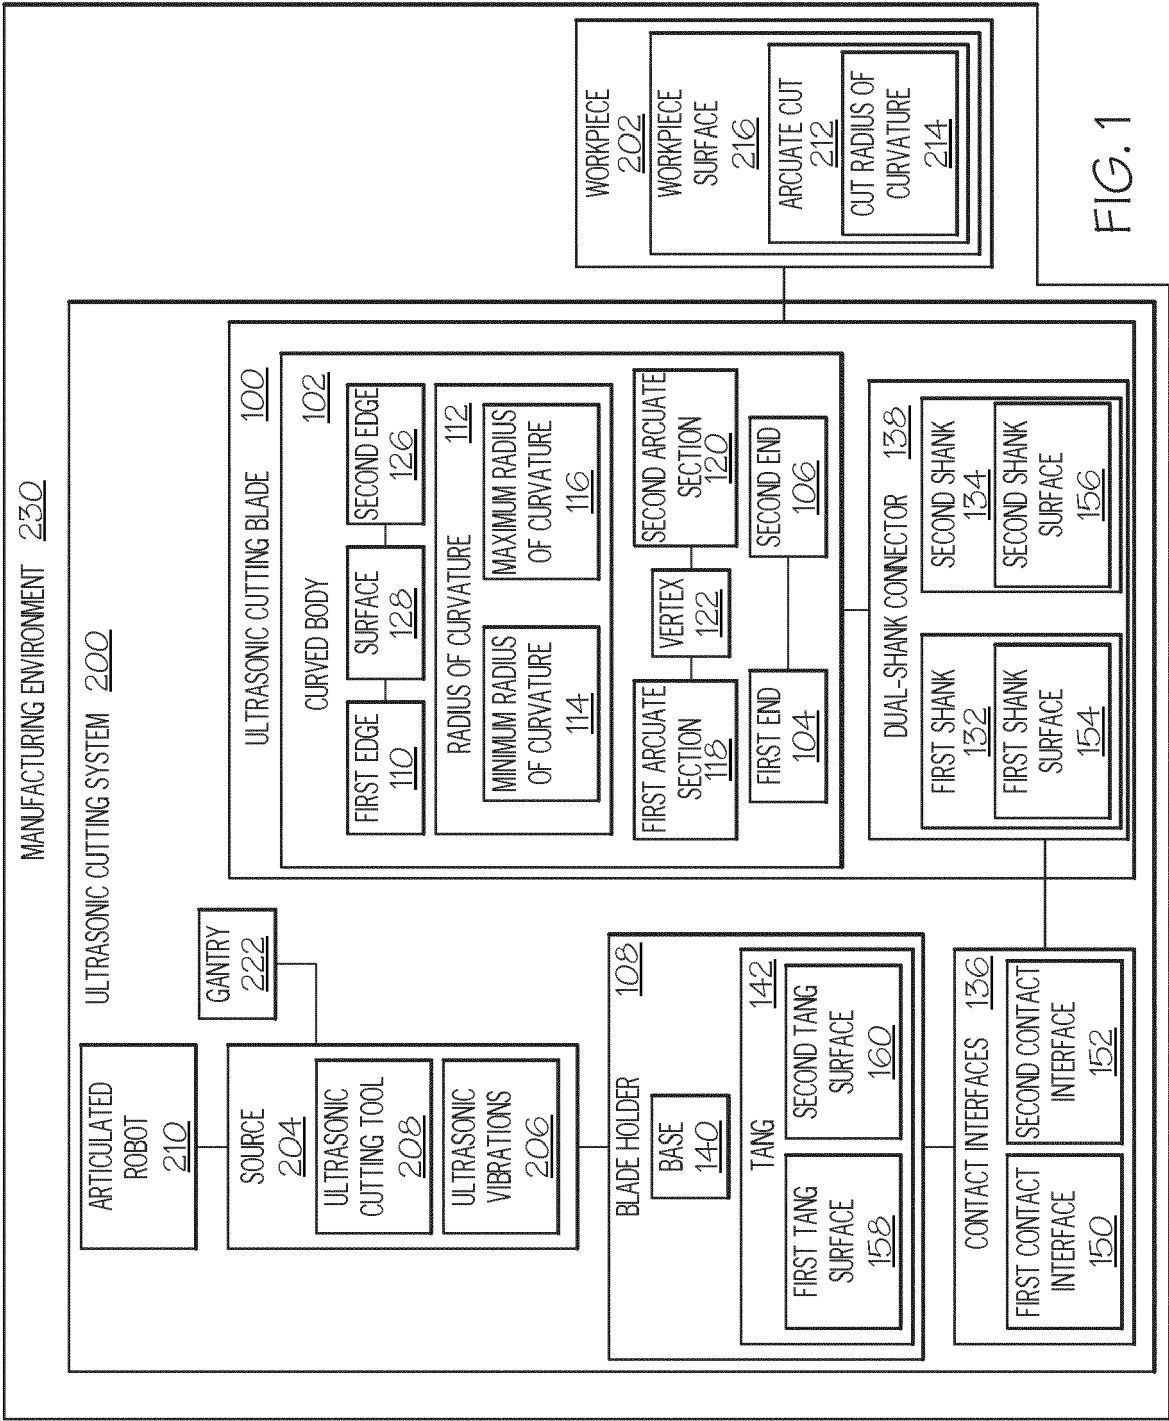 MANUFACTURING ENVIRONMENT 230
ULTRASONIC CUTTING SYSTEM 200
ARTICULATED
ROBOT
210
GANTRY
222
SOURCE
204
ULTRASONIC
CUTTING TOOL
208
ULTRASONIC
VIBRATIONS
206
BLADE HOLDER 108
BASE
140
TANG 142
FIRST TANG
SURFACE
158
SECOND TANG
SURFACE
160
CONTACT INTERFACES 136
FIRST CONTACT
INTERFACE
150
SECOND CONTACT
INTERFACE
152
ULTRASONIC CUTTING BLADE 100
CURVED BODY 102
FIRST EDGE
110
SURFACE
128
SECOND EDGE
126
RADIUS OF CURVATURE 112
MINIMUM RADIUS
OF CURVATURE
114
MAXIMUM RADIUS
OF CURVATURE
116
FIRST ARCUATE
SECTION
118
VERTEX
122
SECOND ARCUATE
SECTION
120
FIRST END
104
SECOND END
106
DUAL-SHANK CONNECTOR 138
FIRST SHANK
132
FIRST SHANK
SURFACE
154
SECOND SHANK
134
SECOND SHANK
SURFACE
156
WORKPIECE
202
WORKPIECE
SURFACE
216
ARCUATE CUT
212
CUT RADIUS OF
CURVATURE
214
FIG. 1